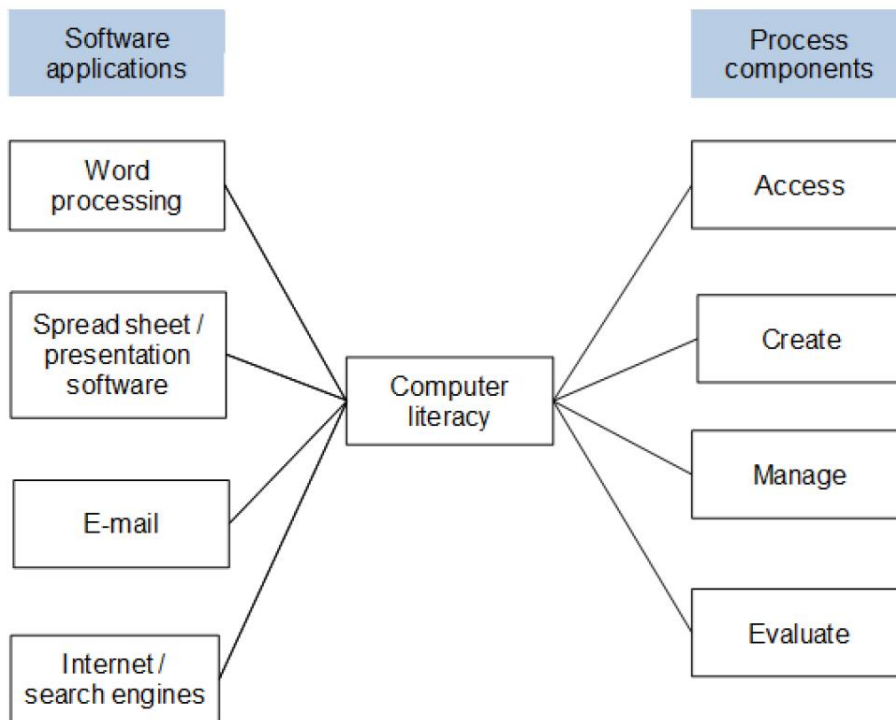 Software
applications
Process
components
Word
processing
Access
Spread sheet /
presentation
software
Create
Computer
literacy
Manage
E-mail
Evaluate
Internet /
search engines